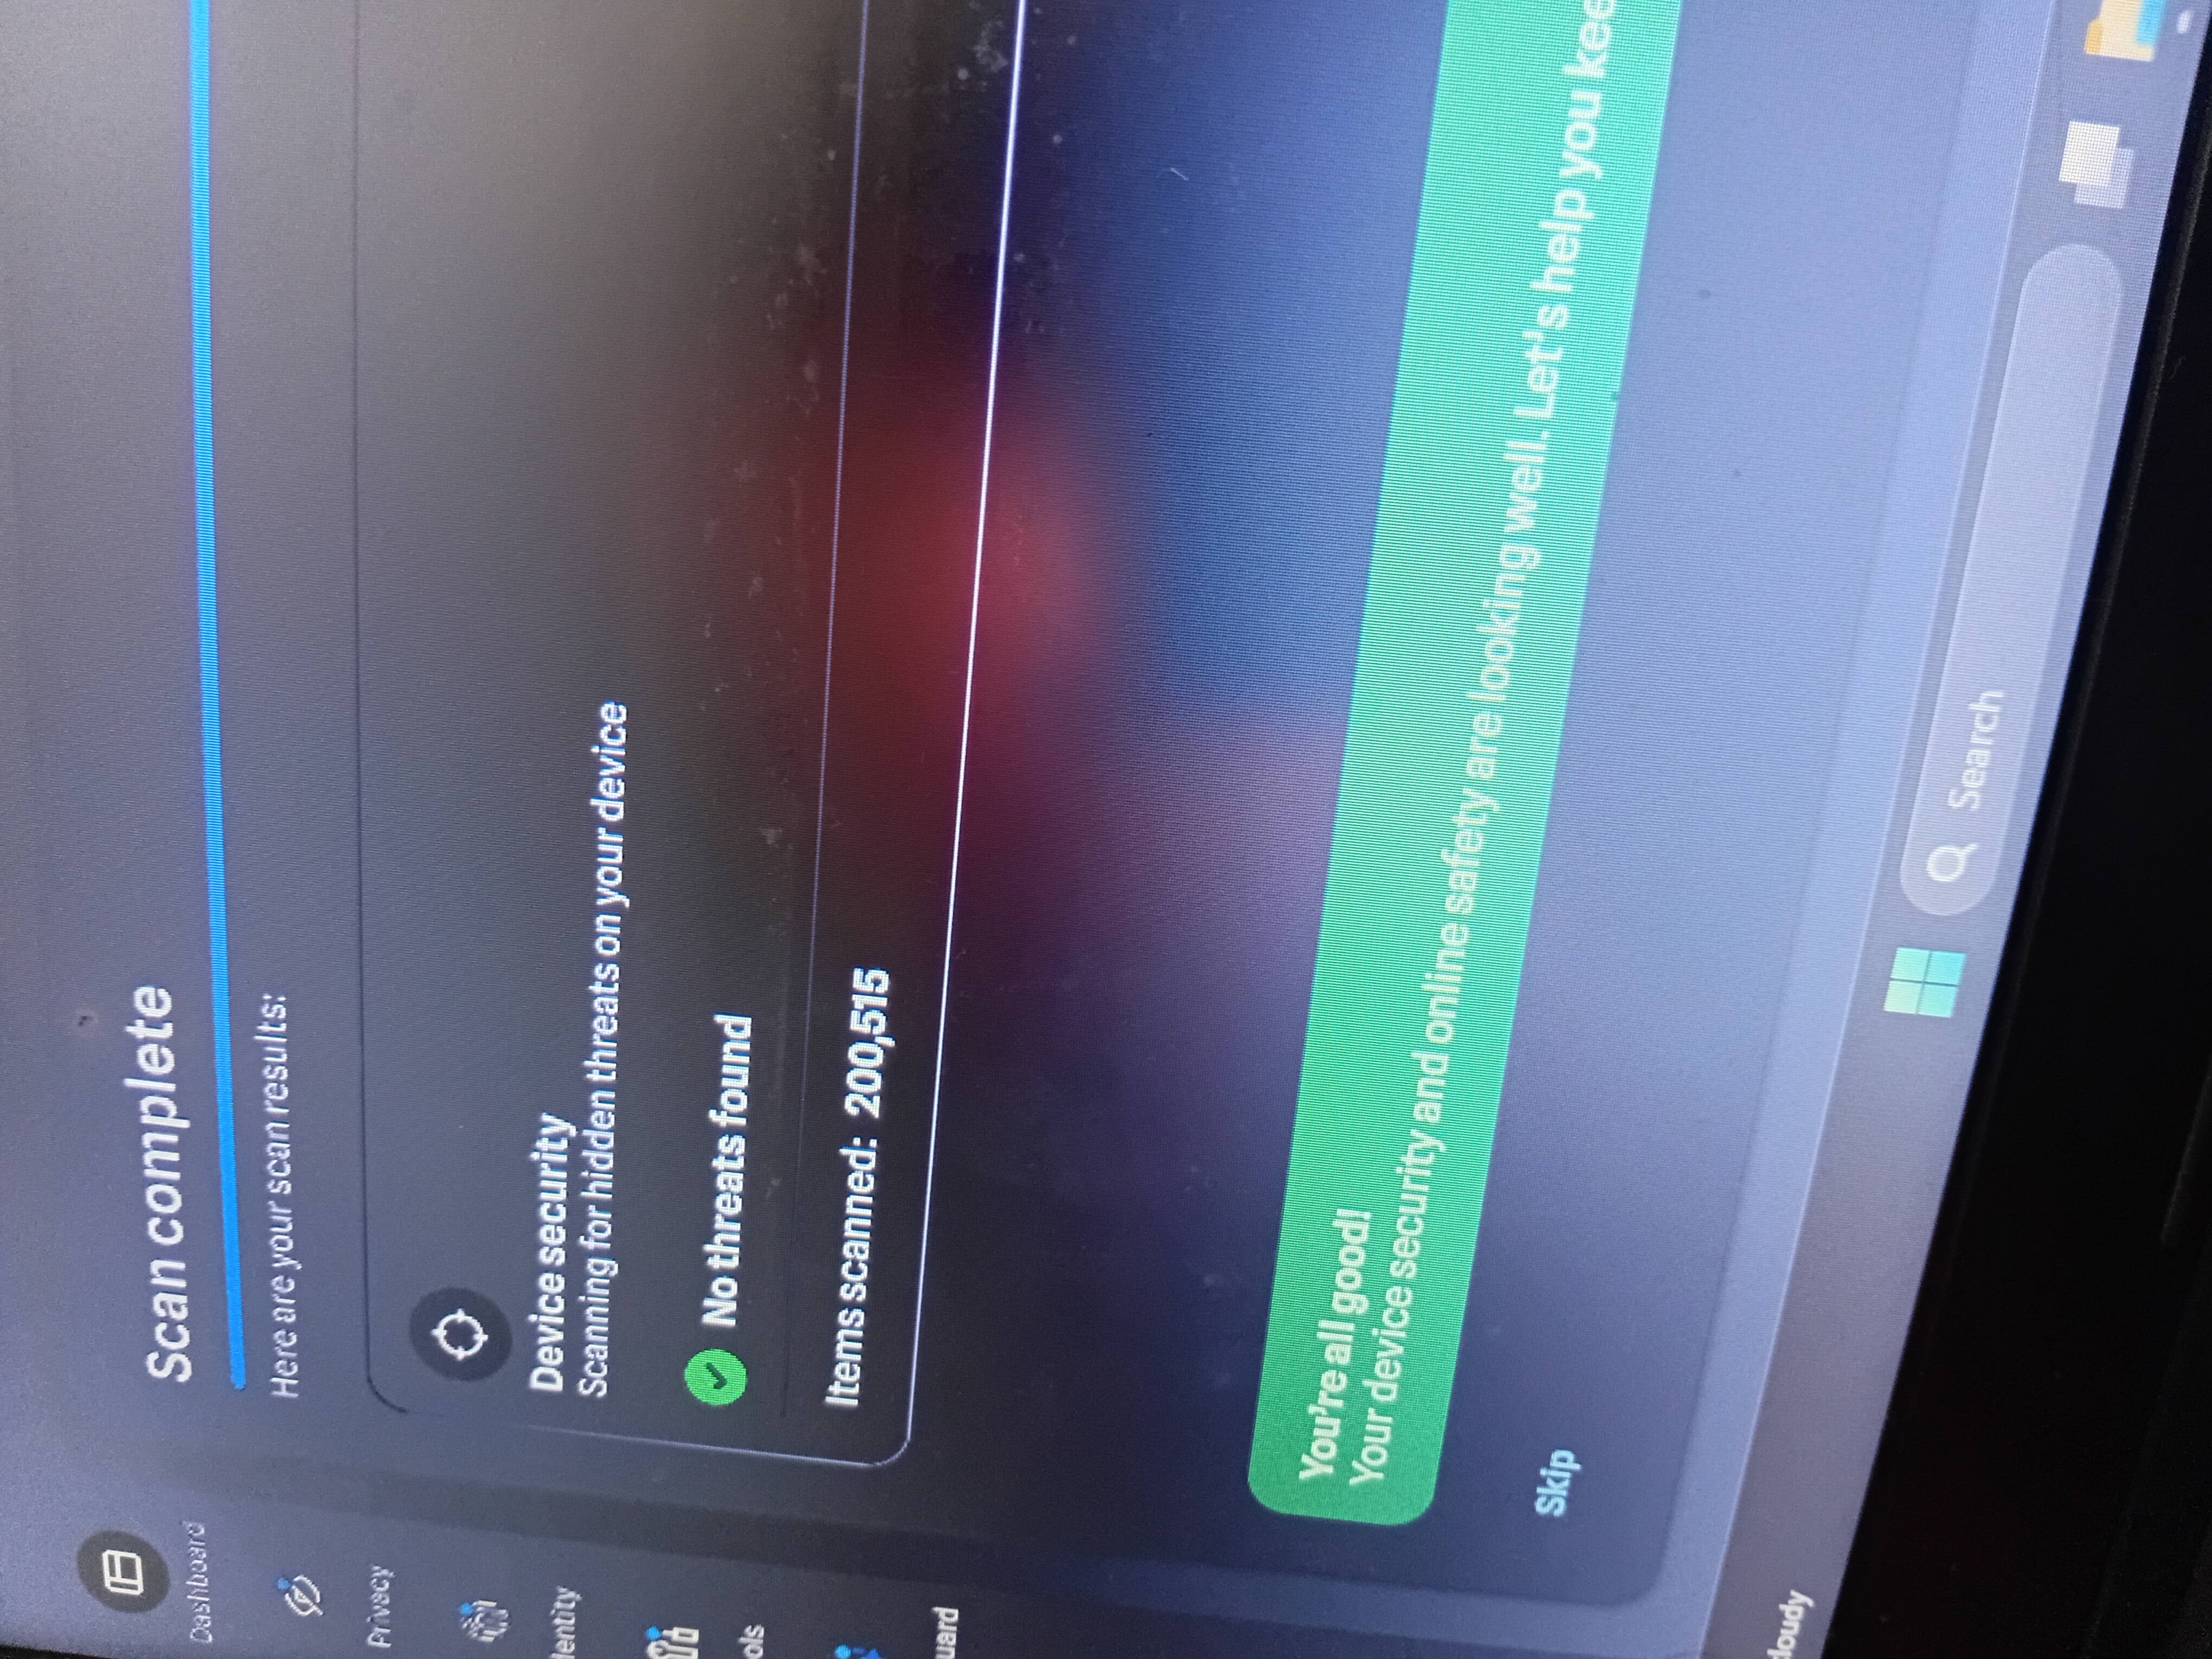 Dashboard
Privacy
Scan complete
Here are your scan results:
Device security
Scanning for hidden threats on your device
No threats found
Items scanned: 200,515
You're all good!
Your device security and online safety are looking well. Let's help you
Skip
Search